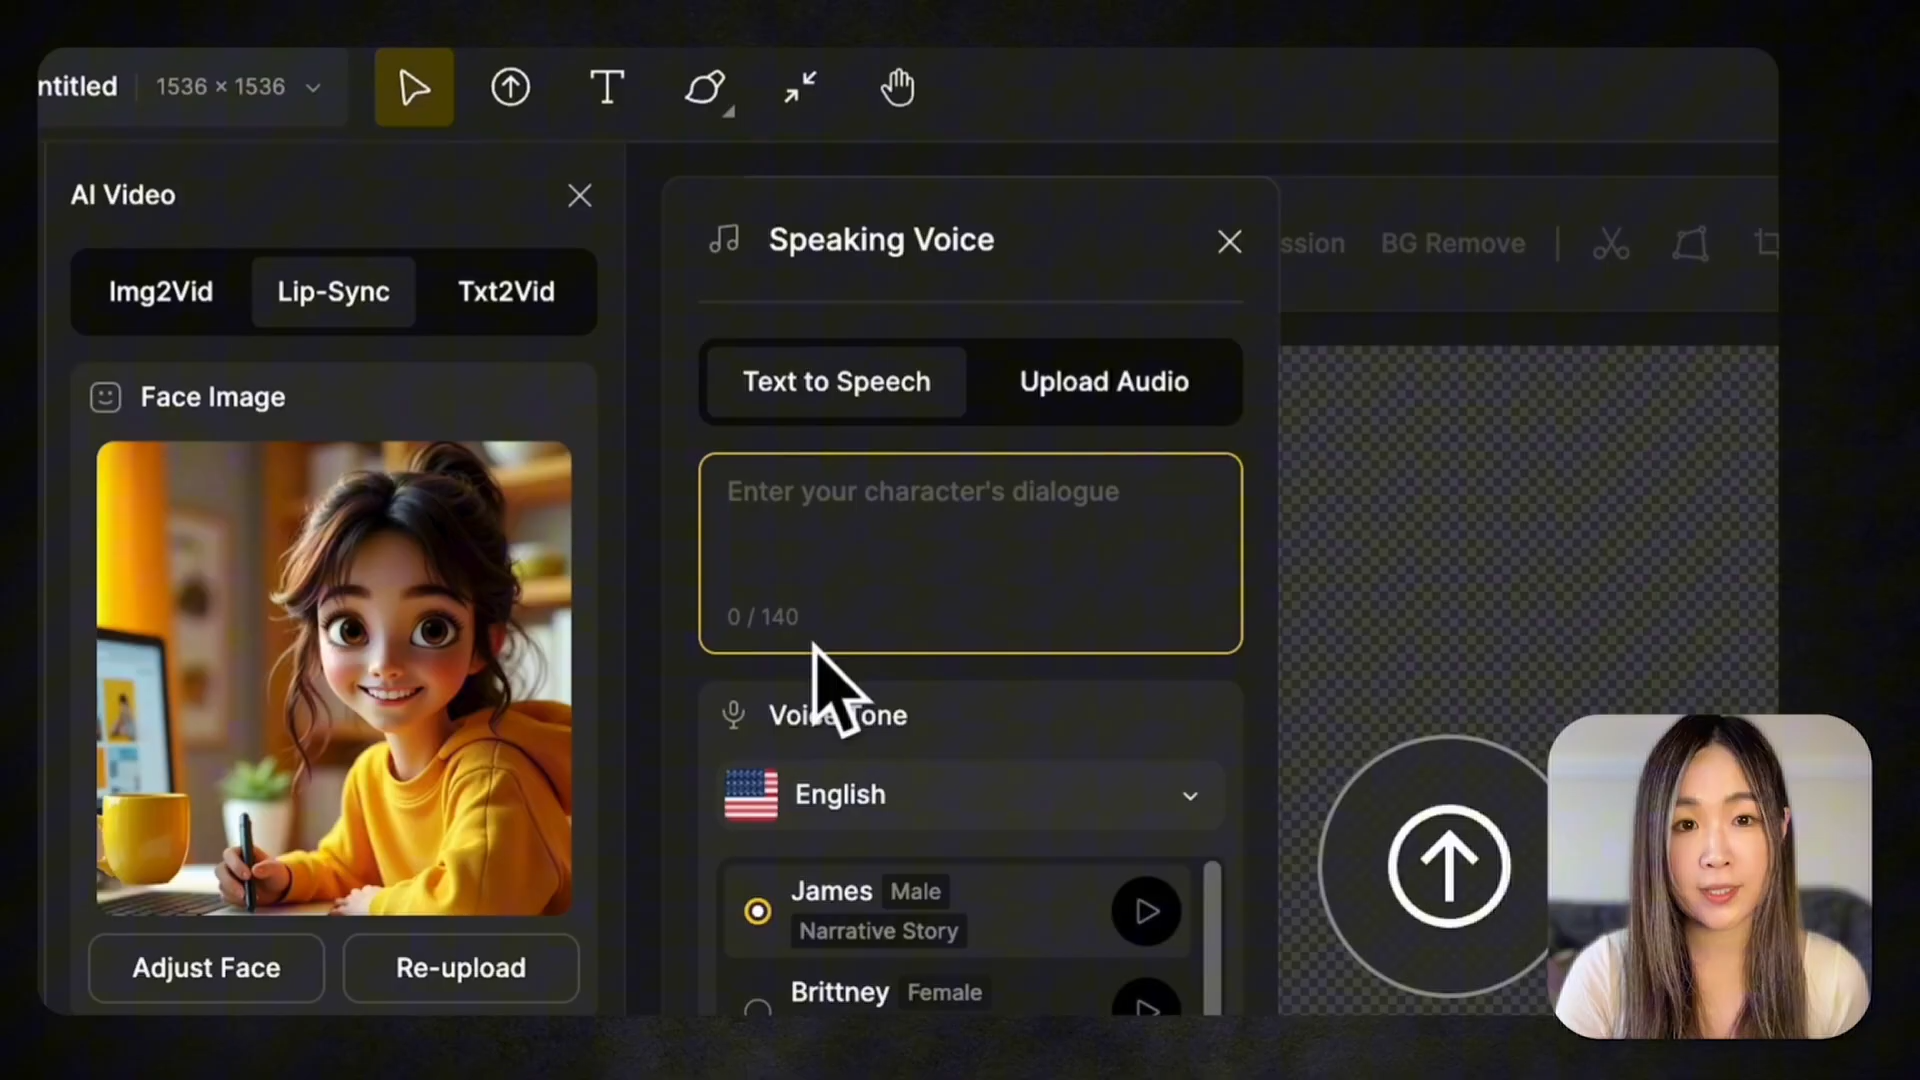 ntitled
1536 × 1536
AI Video
Img2Vid
Lip-Sync
Txt2Vid
Face Image
Adjust Face
Re-upload
Speaking Voice
Text to Speech
Upload Audio
Enter your character's dialogue
0 / 140
English
James
Male
Narrative Story
Brittney
Female
ssion
BG Remove